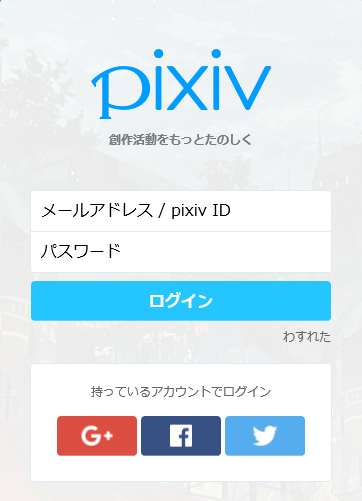 pixiv
創作活動をもっとたのしく
メールアドレス / pixiv ID
パスワード
ログイン
わすれた
持っているアカウントでログイン
G+
f